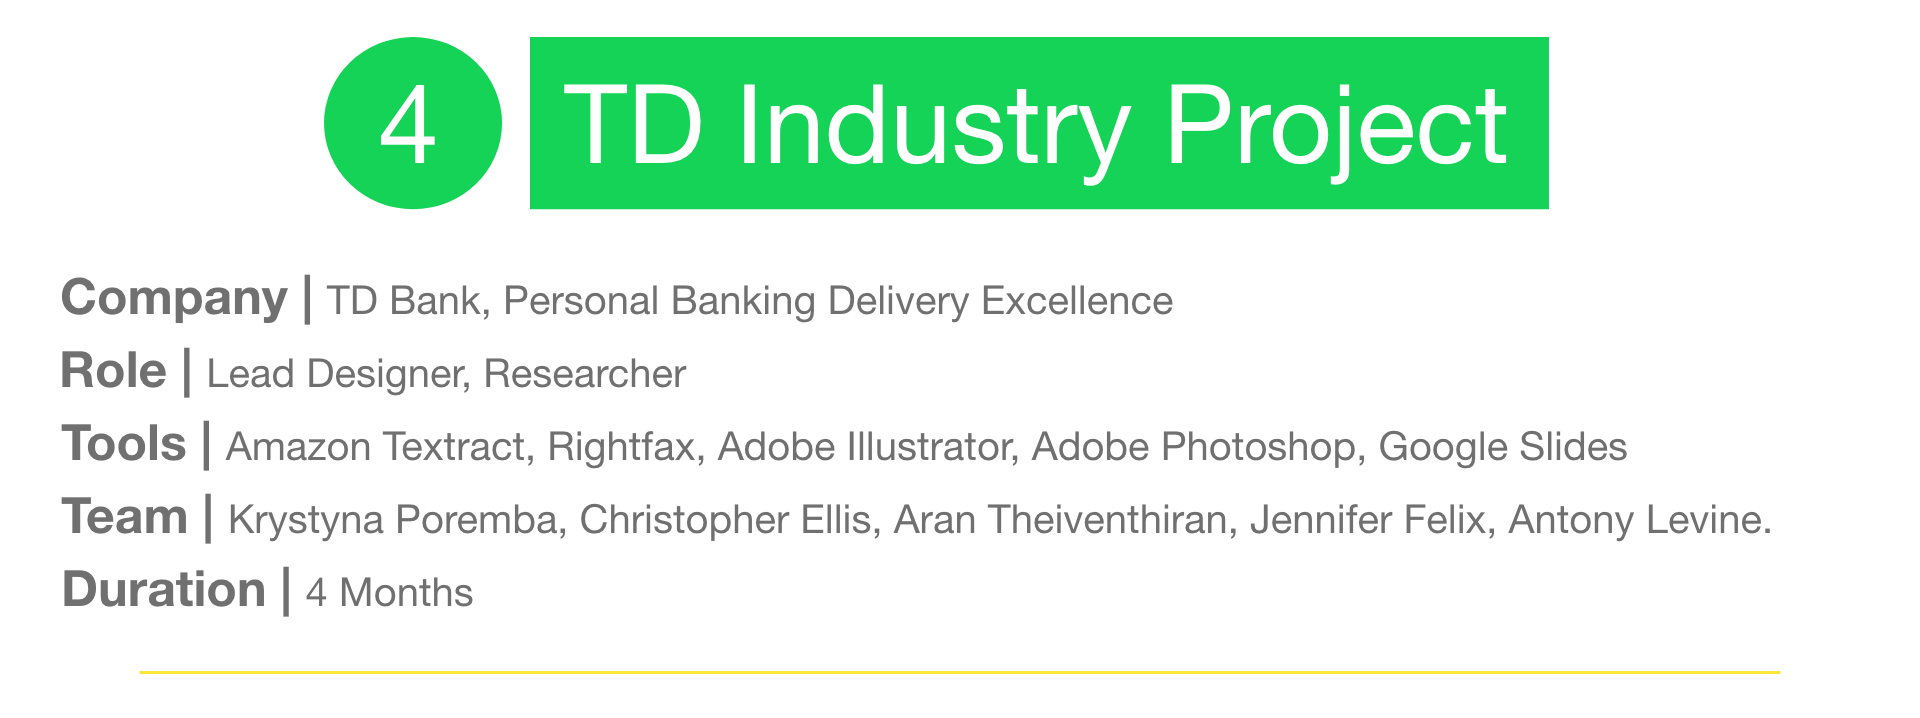 4 TD Industry Project
Company | TD Bank, Personal Banking Delivery Excellence
Role | Lead Designer, Researcher
Tools | Amazon Textract, Rightfax, Adobe Illustrator, Adobe Photoshop, Google Slides
Team | Krystyna Poremba, Christopher Ellis, Aran Theiventhiran, Jennifer Felix, Antony Levine.
Duration | 4 Months